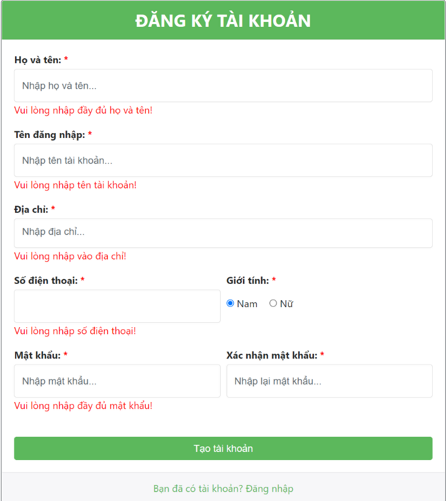 ĐĂNG KÝ TÀI KHOẢN
Họ và tên: *
Nhập họ và tên...
Vui lòng nhập đầy đủ họ và tên!
Tên đăng nhập: *
Nhập tên tài khoản...
Vui lòng nhập tên tài khoản!
Địa chỉ: *
Nhập địa chỉ...
Vui lòng nhập vào địa chỉ!
Số điện thoại: * Giới tính: *
Nam Nữ
Vui lòng nhập số điện thoại!
Mật khẩu: * Xác nhận mật khẩu: *
Nhập mật khẩu... Nhập lại mật khẩu...
Vui lòng nhập đầy đủ mật khẩu!
Tạo tài khoản
Bạn đã có tài khoản? Đăng nhập